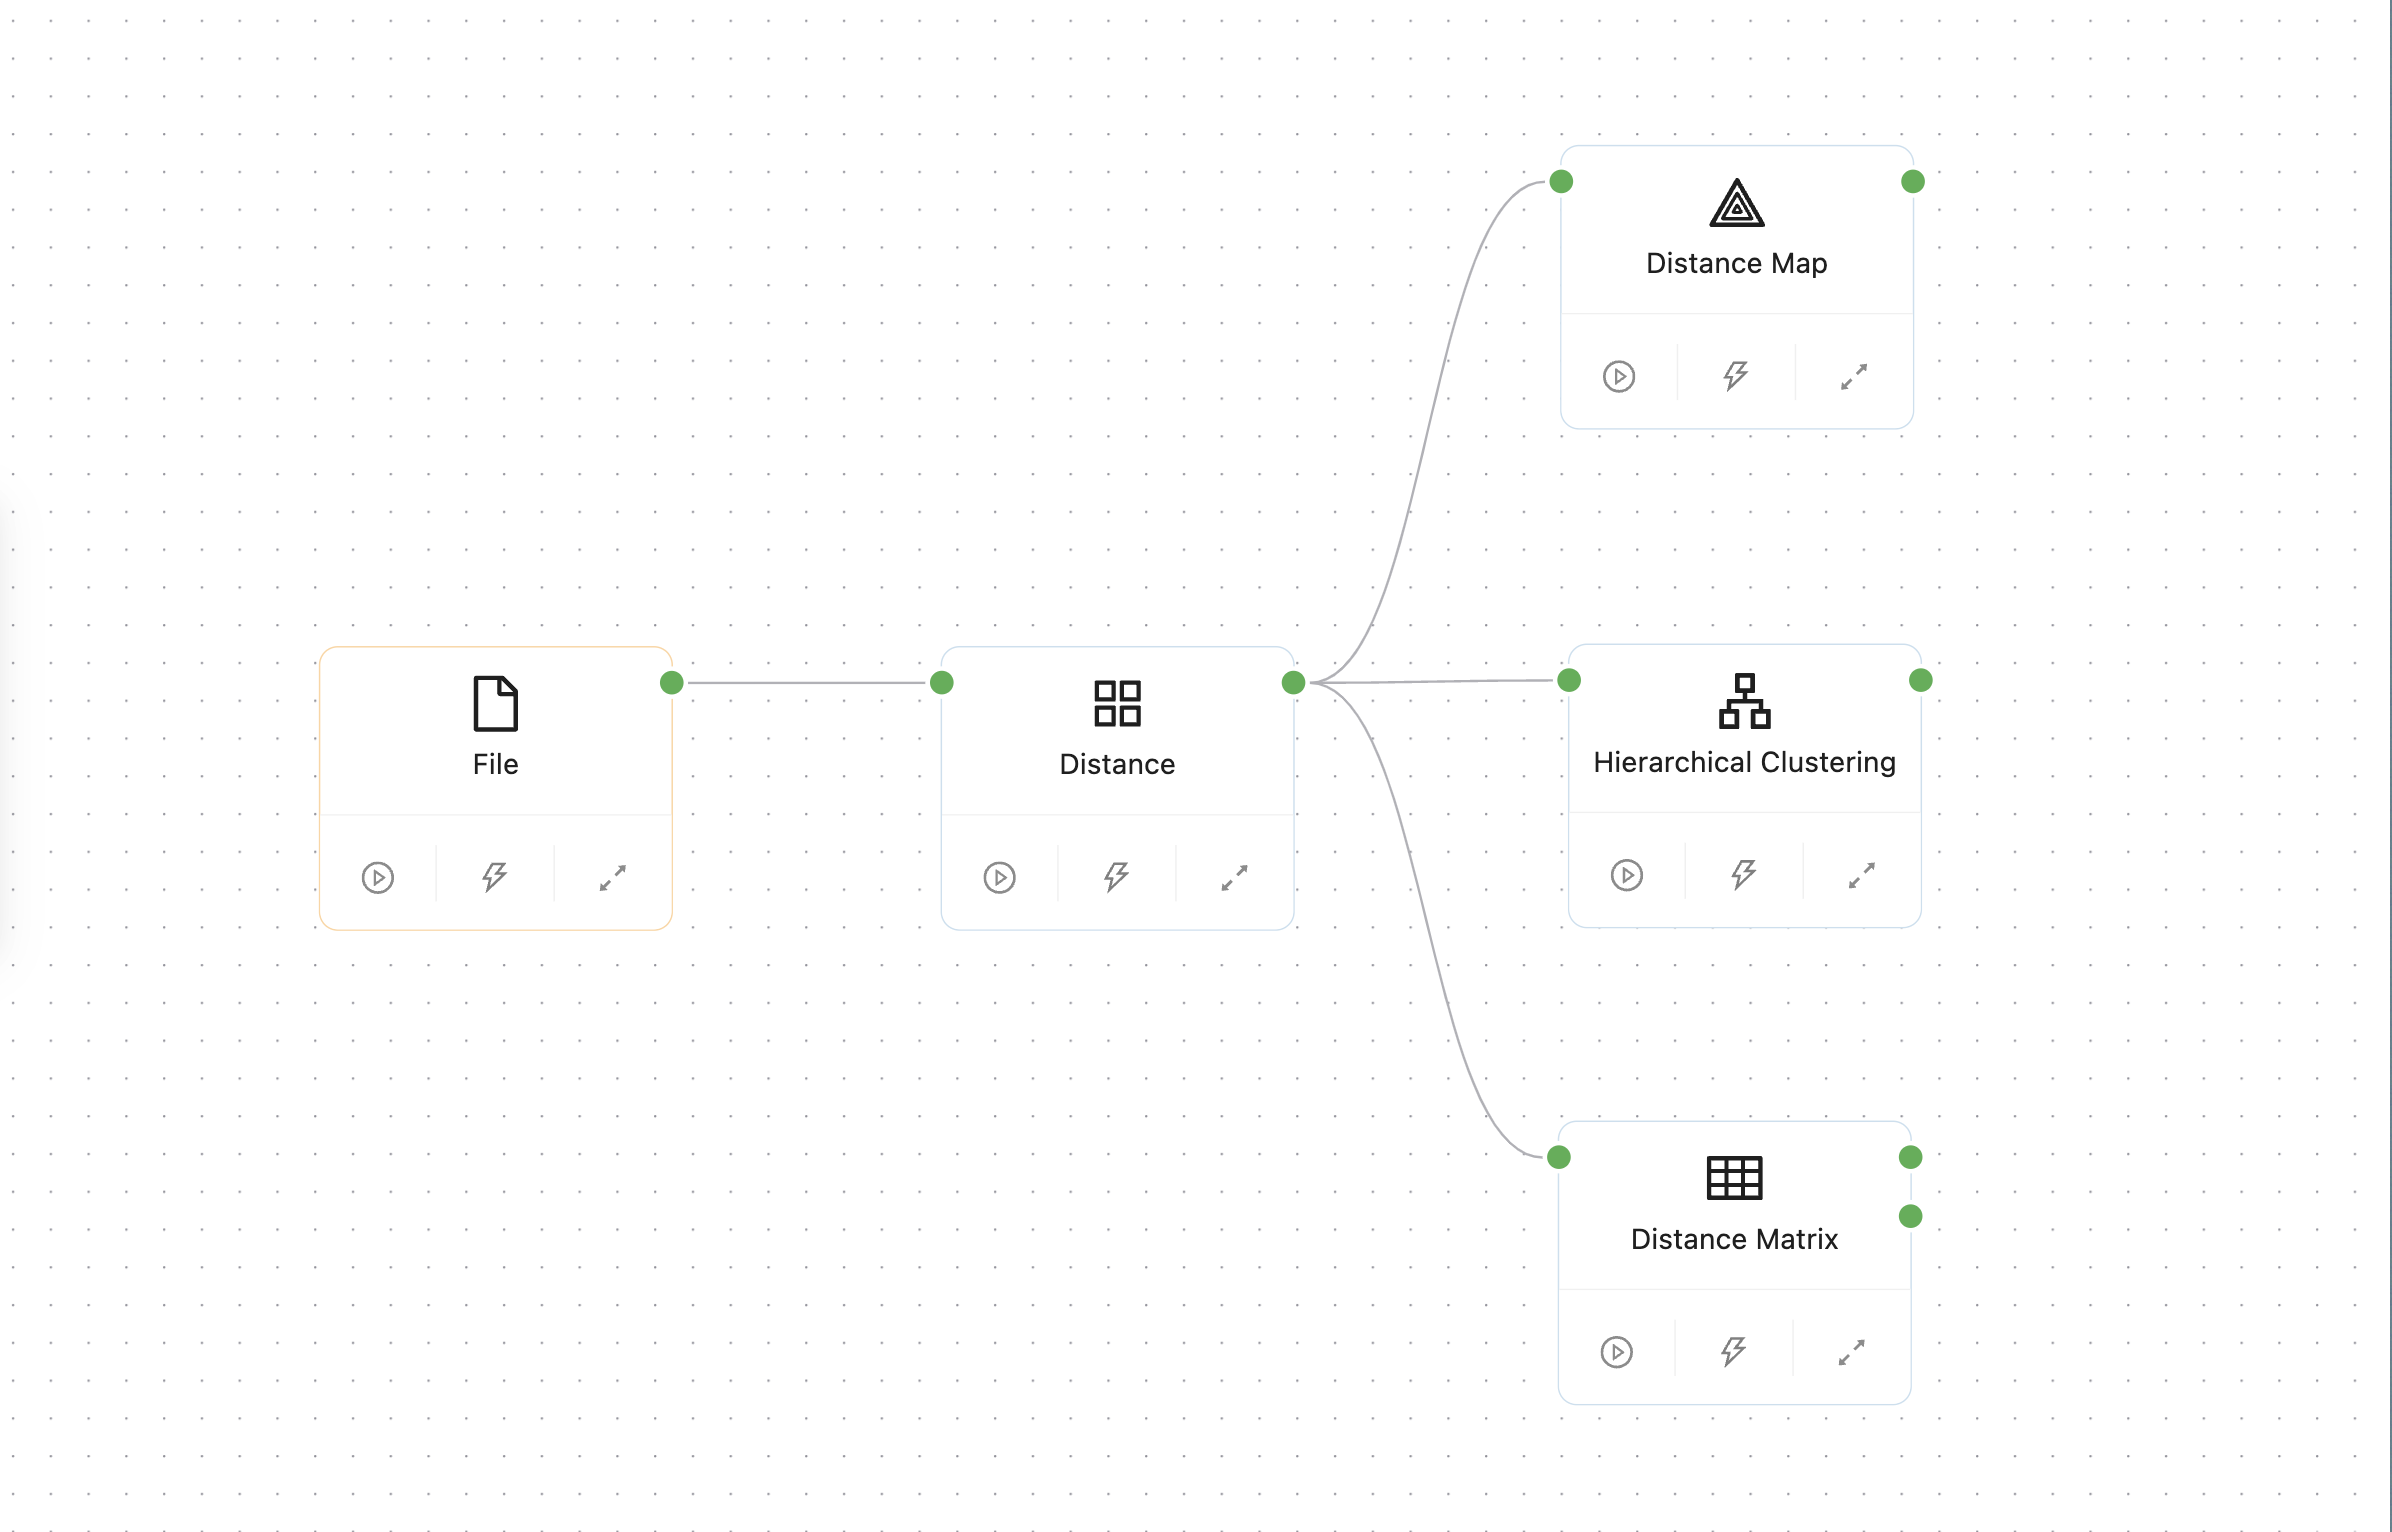 Distance Map
File
Distance
Hierarchical Clustering
Distance Matrix